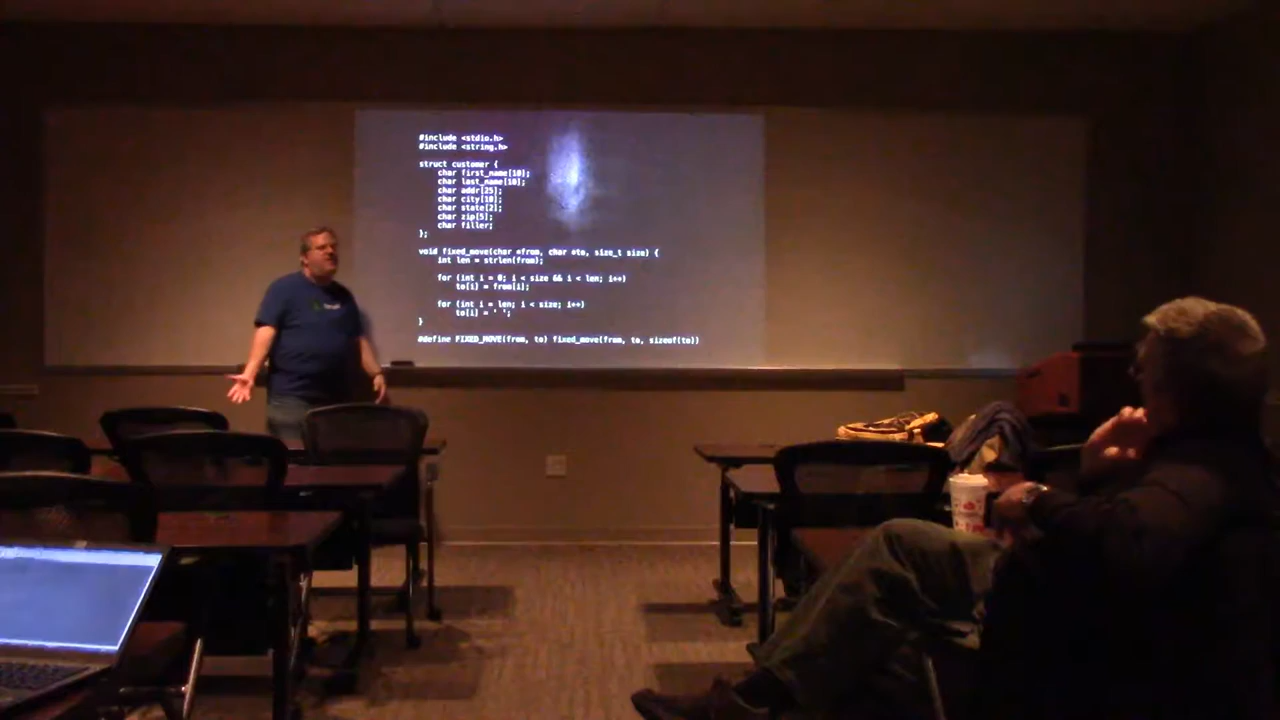 #include <stdio.h>
#include <string.h>
struct customer {
char first_name[10];
char last_name[10];
char addr[25];
char city[10];
char state[2];
char zip[5];
char filler;
};
void fixed_move(char *from, char *to, size_t size) {
int len = strlen(from);
for (int i = 0; i < size && i < len; i++)
to[i] = from[i];
for (int i = len; i < size; i++)
to[i] = ' ';
}
#define FIXED_MOVE(from, to) fixed_move(from, to, sizeof(to))